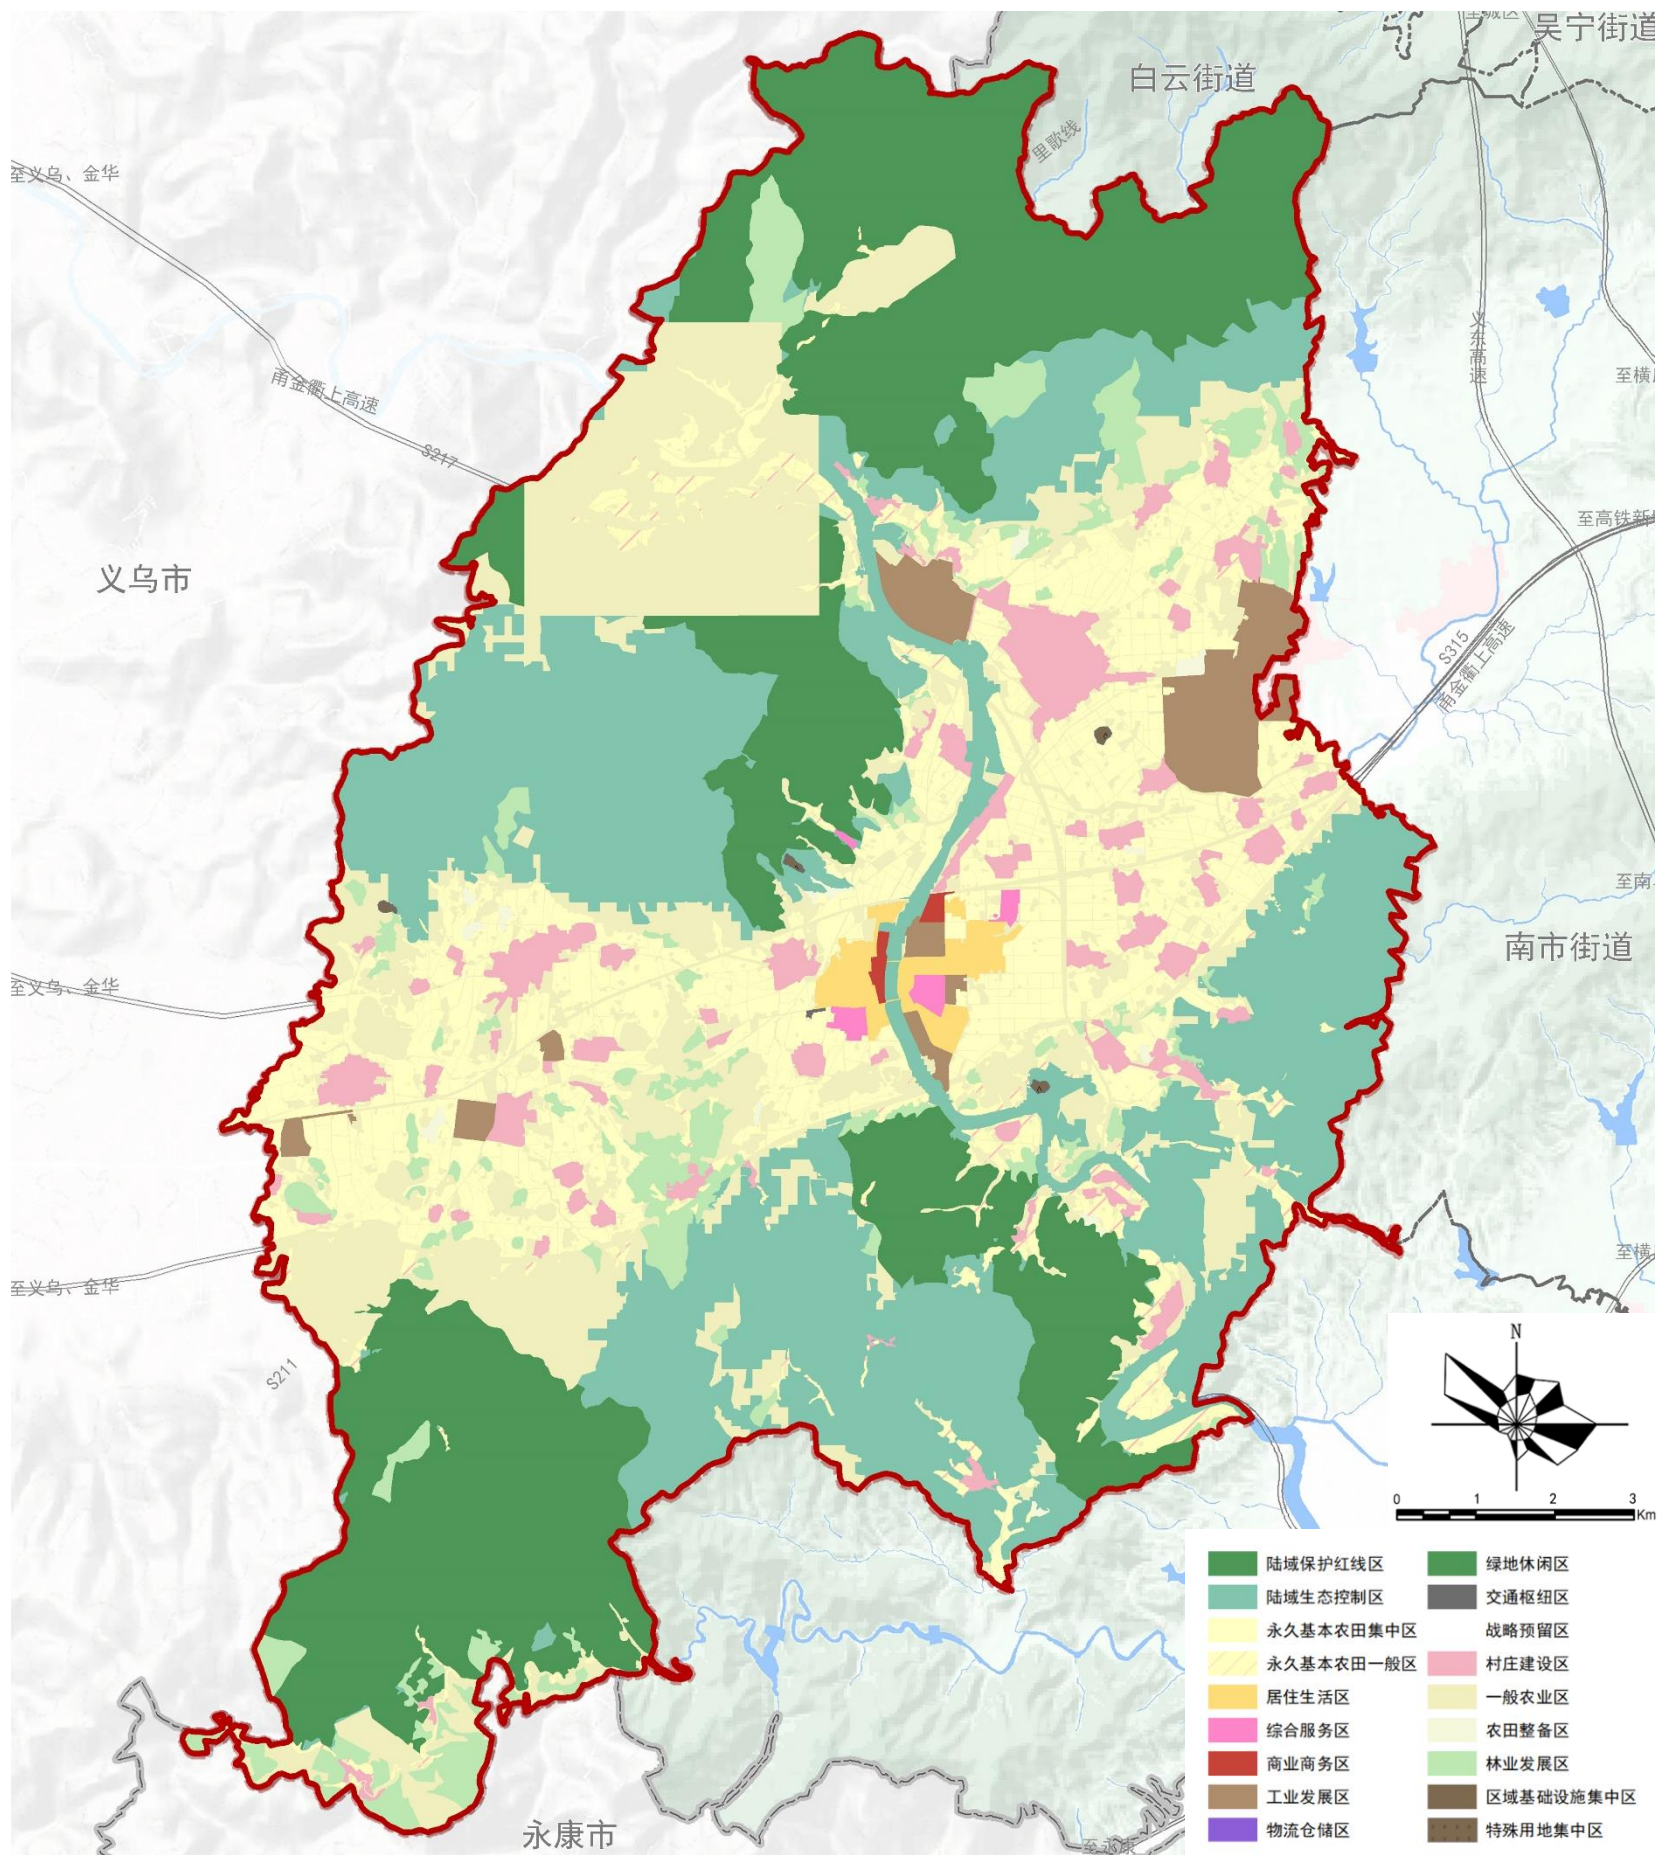 至城区
吴宁街道
白云街道
里歌线
至义乌、金华
义东高速
甬金衢上高速
S217
至高铁新
义乌市
S315
甬金衢上高速
至南
南市街道
至义乌、金华
至横
至义乌、金华
S211
N
0 1 2 3 Km
陆域保护红线区 绿地休闲区
陆域生态控制区 交通枢纽区
永久基本农田集中区 战略预留区
永久基本农田一般区 村庄建设区
居住生活区 一般农业区
综合服务区 农田整备区
商业商务区 林业发展区
工业发展区 区域基础设施集中区
物流仓储区 特殊用地集中区
永康市
至永康